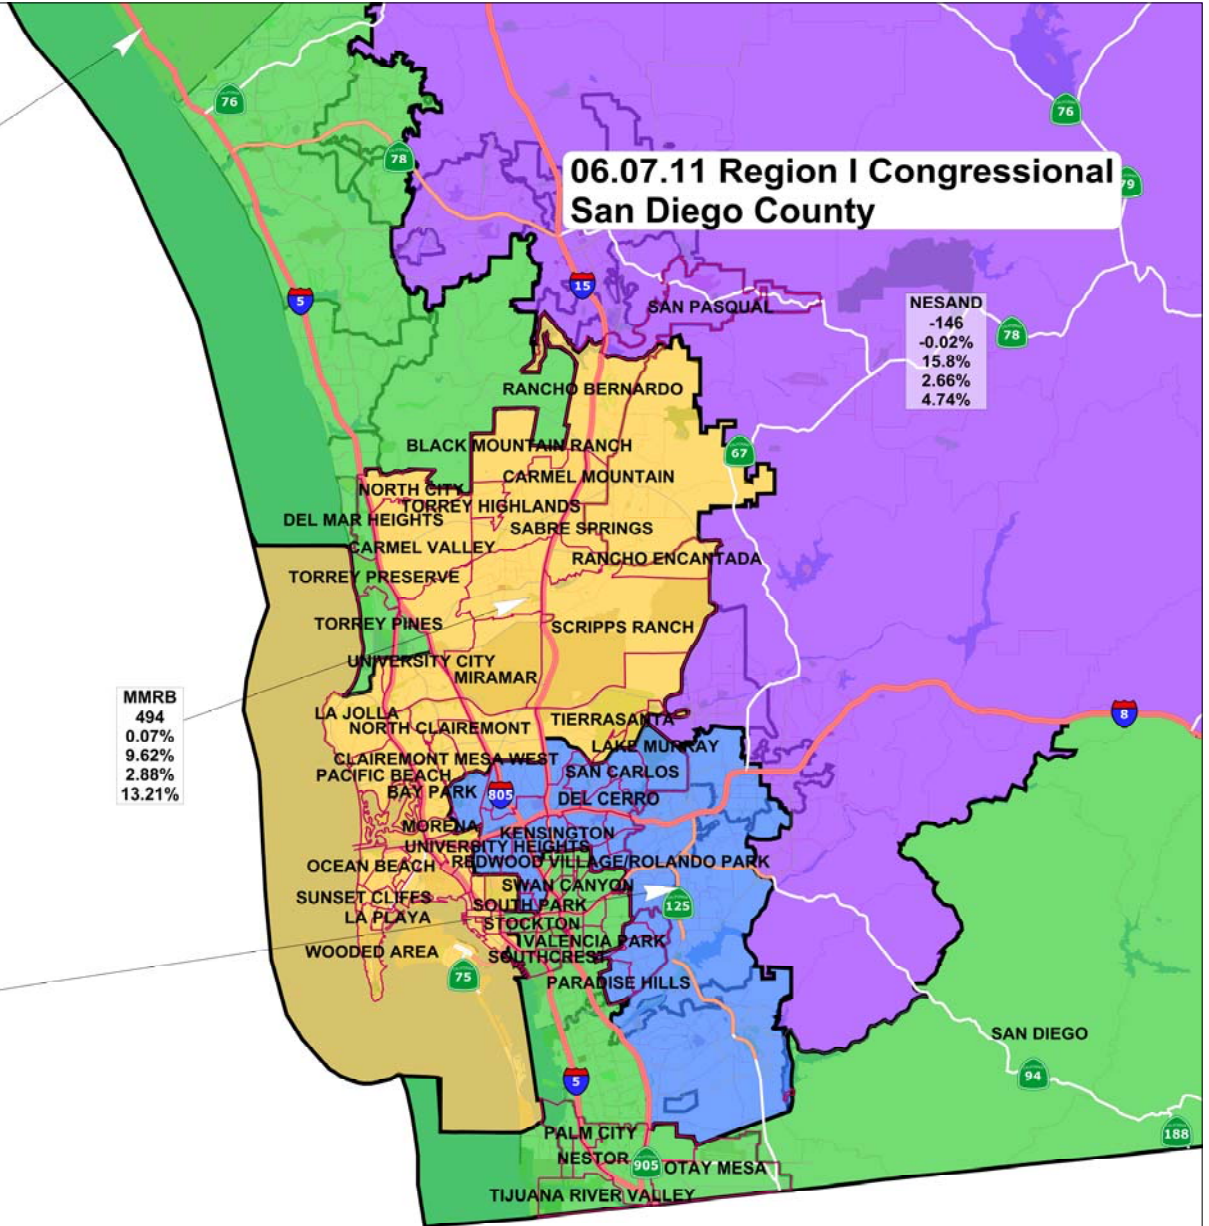 76
78
06.07.11 Region I Congressional
San Diego County
76
79
5
15
SAN PASQUAL
NESAND
-146
-0.02%
15.8%
2.66%
4.74%
78
RANCHO BERNARDO
BLACK MOUNTAIN RANCH
67
CARMEL MOUNTAIN
NORTH CITY
TORREY HIGHLANDS
DEL MAR HEIGHTS
SABRE SPRINGS
CARMEL VALLEY
RANCHO ENCANTADA
TORREY PRESERVE
TORREY PINES
SCRIPPS RANCH
UNIVERSITY CITY
MIRAMAR
MMRB
494
0.07%
9.62%
2.88%
13.21%
LA JOLLA
NORTH CLAIREMONT
TIERRASANTA
8
LAKE MURRAY
CLAIREMONT MESA WEST
PACIFIC BEACH
SAN CARLOS
BAY PARK
805
DEL CERRO
MORENA
KENSINGTON
UNIVERSITY HEIGHTS
OCEAN BEACH
REDWOOD VILLAGE/ROLANDO PARK
SWAN CANYON
SUNSET CLIFFS
SOUTH PARK
125
LA PLAYA
STOCKTON
VALENCIA PARK
WOODED AREA
SOUTHCREST
75
PARADISE HILLS
SAN DIEGO
5
94
PALM CITY
188
NESTOR
905
OTAY MESA
TIJUANA RIVER VALLEY